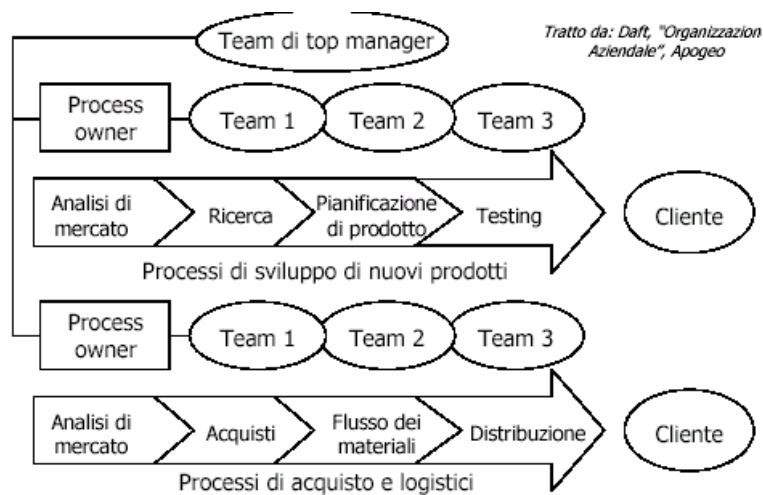 Team di top manager
Tratto da: Daft, "Organizzazion
Aziendale", Apogeo
Process
owner
Team 1
Team 2
Team 3
Analisi di
mercato
Ricerca
Pianificazione
di prodotto
Testing
Cliente
Processi di sviluppo di nuovi prodotti
Process
owner
Team 1
Team 2
Team 3
Analisi di
mercato
Acquisti
Flusso dei
materiali
Distribuzione
Cliente
Processi di acquisto e logistici